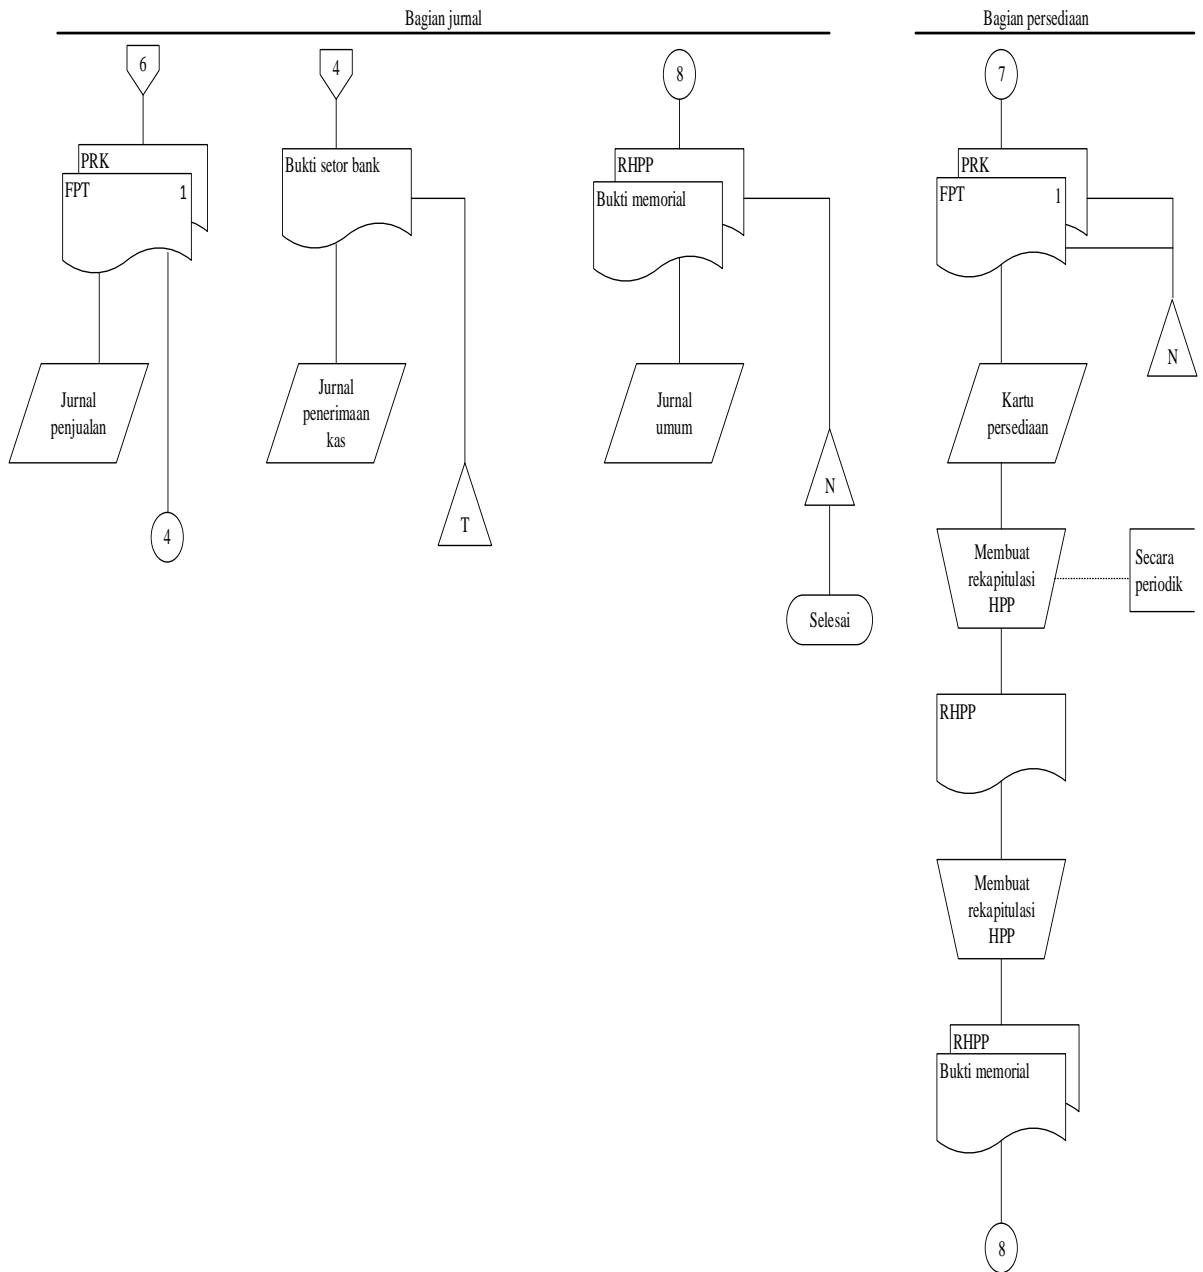 Bagian jurnal
6
PRK
FPT 1
Jurnal
penjualan
4
4
Bukti setor bank
Jurnal
penerimaan
kas
T
8
RHPP
Bukti memorial
Jurnal
umum
N
Selesai
Bagian persediaan
7
PRK
FPT 1
N
Kartu
persediaan
Membuat
rekapitulasi
HPP
Secara
periodik
RHPP
Membuat
rekapitulasi
HPP
RHPP
Bukti memorial
8